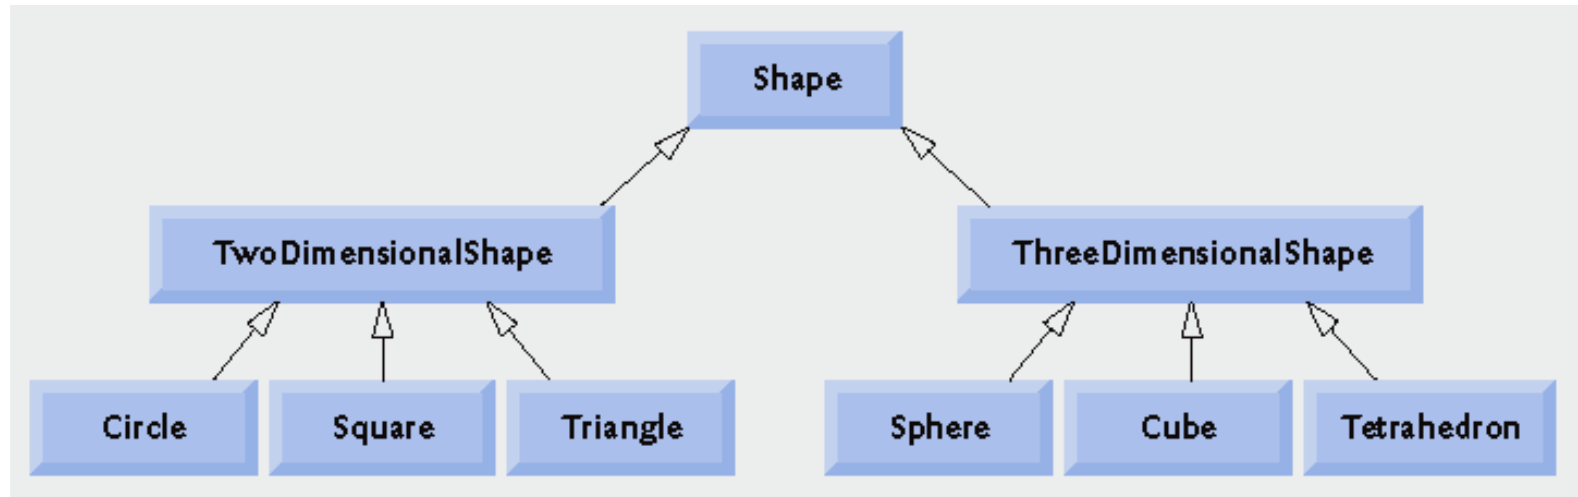 Shape
TwoDimensionalShape
ThreeDimensionalShape
Circle
Square
Triangle
Sphere
Cube
Tetrahedron